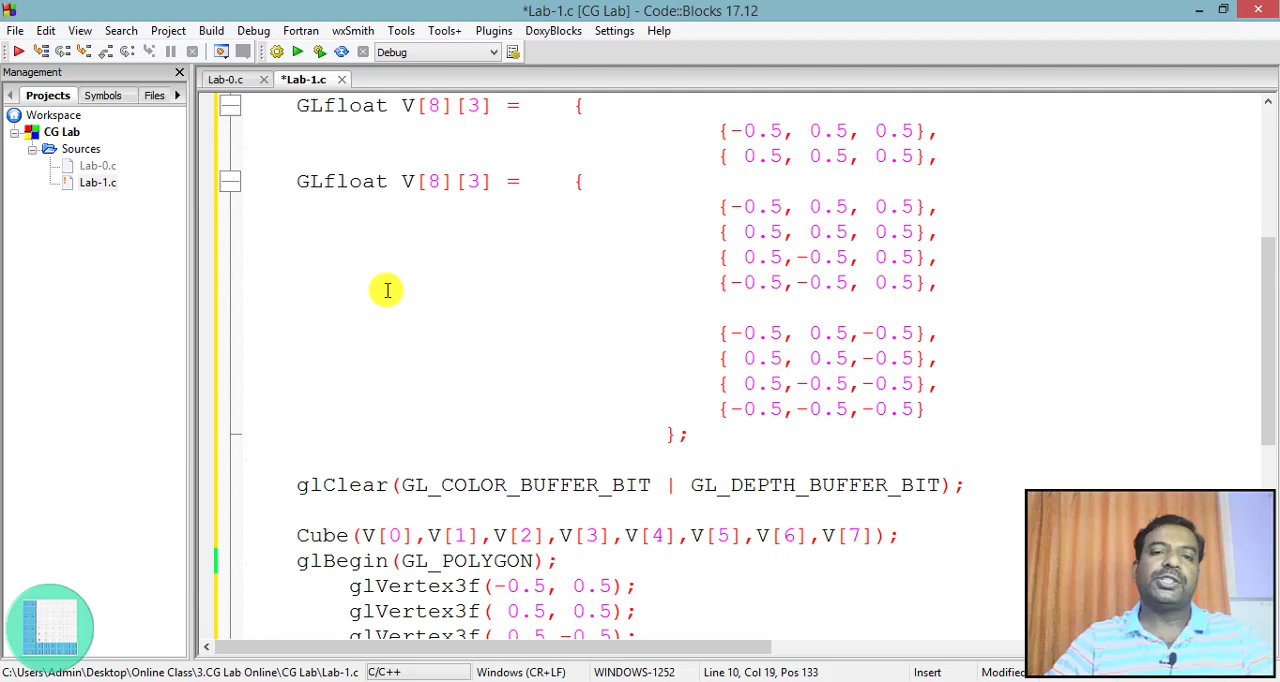 *Lab-1.c [CG Lab] - Code::Blocks 17.12
File Edit View Search Project Build Debug Fortran wxSmith Tools Tools+ Plugins DoxyBlocks Settings Help
Debug
Management
Lab-0.c *Lab-1.c
Projects Symbols Files
Workspace
CG Lab
Sources
Lab-0.c
Lab-1.c
GLfloat V[8][3] = {
{-0.5, 0.5, 0.5},
{ 0.5, 0.5, 0.5},
GLfloat V[8][3] = {
{-0.5, 0.5, 0.5},
{ 0.5, 0.5, 0.5},
{ 0.5,-0.5, 0.5},
{-0.5,-0.5, 0.5},
{-0.5, 0.5,-0.5},
{ 0.5, 0.5,-0.5},
{ 0.5,-0.5,-0.5},
{-0.5,-0.5,-0.5}
};
glClear(GL_COLOR_BUFFER_BIT | GL_DEPTH_BUFFER_BIT);
Cube(V[0],V[1],V[2],V[3],V[4],V[5],V[6],V[7]);
glBegin(GL_POLYGON);
glVertex3f(-0.5, 0.5);
glVertex3f( 0.5, 0.5);
glVertex3f( 0.5,-0.5);
C:\Users\Admin\Desktop\Online Class\3.CG Lab Online\CG Lab\Lab-1.c C/C++ Windows (CR+LF) WINDOWS-1252 Line 10, Col 19, Pos 133 Insert